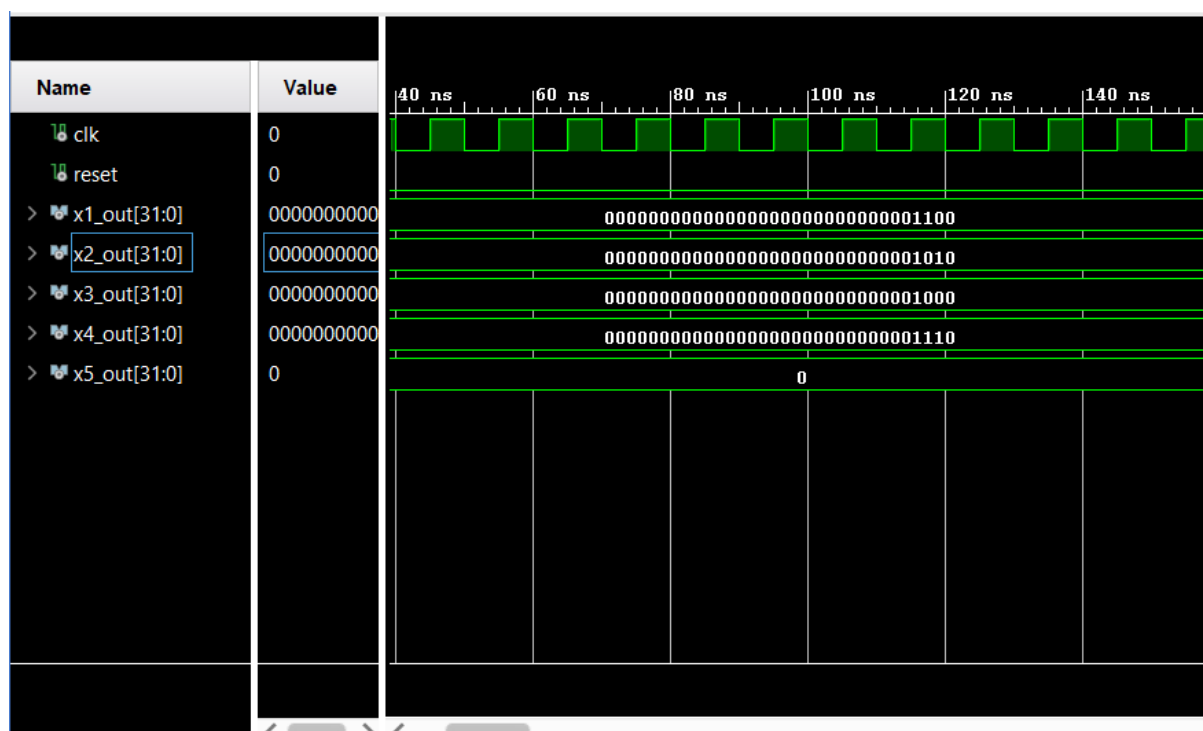 Name Value
40 ns 60 ns 80 ns 100 ns 120 ns 140 ns
clk 0
reset 0
x1_out[31:0] 0000000000 00000000000000000000000000001100
x2_out[31:0] 0000000000 00000000000000000000000000001010
x3_out[31:0] 0000000000 00000000000000000000000000001000
x4_out[31:0] 0000000000 00000000000000000000000000001110
x5_out[31:0] 0 0